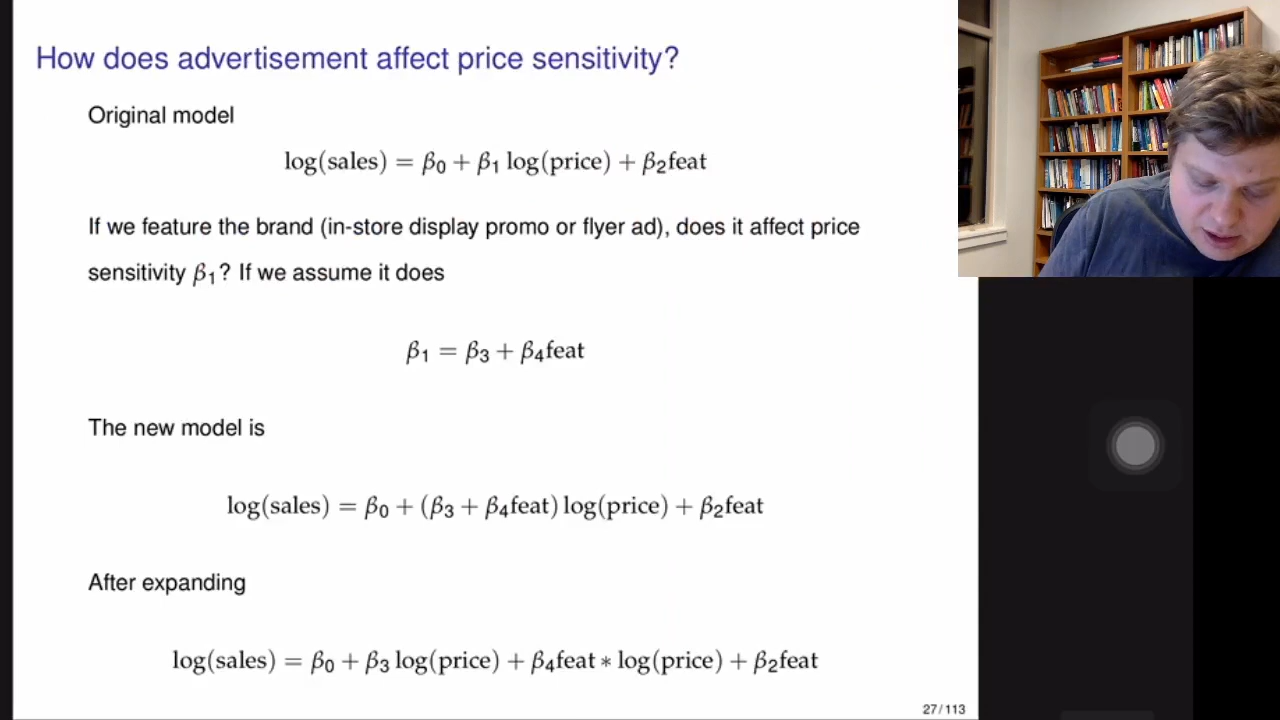 How does advertisement affect price sensitivity?
Original model
log(sales) = β₀ + β₁ log(price) + β₂feat
If we feature the brand (in-store display promo or flyer ad), does it affect price
sensitivity β₁? If we assume it does
β₁ = β₃ + β₄feat
The new model is
log(sales) = β₀ + (β₃ + β₄feat) log(price) + β₂feat
After expanding
log(sales) = β₀ + β₃ log(price) + β₄feat * log(price) + β₂feat
27/113